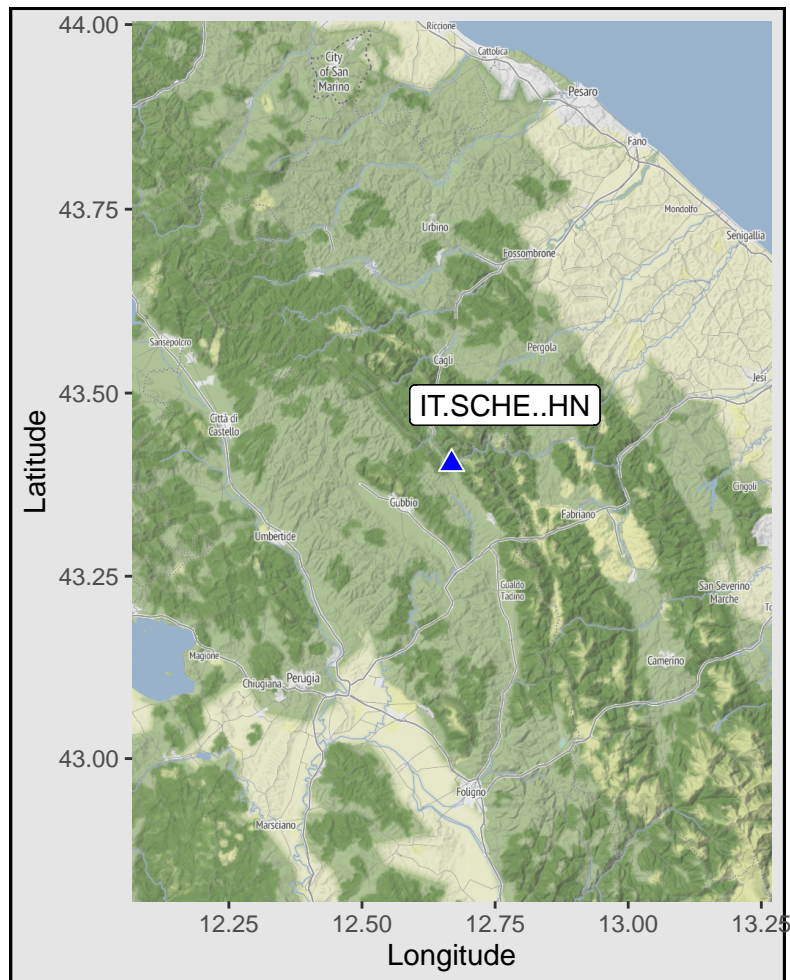 44.00
Riccione
Cattolica
City
of San
Marino
Pesaro
Fano
43.75
Mondolfo
Urbino
Senigallia
Fossombrone
Sansepolcro
Pergola
Cagli
Jesi
43.50
IT.SCHE..HN
Città di
Castello
Latitude
Cingoli
Gubbio
Fabriano
Umbertide
43.25
Gualdo
Tadino
San Severino
Marche
To
Magione
Chiugiana
Perugia
Camerino
43.00
Foligno
Marsciano
12.25
12.50
12.75
13.00
13.25
Longitude